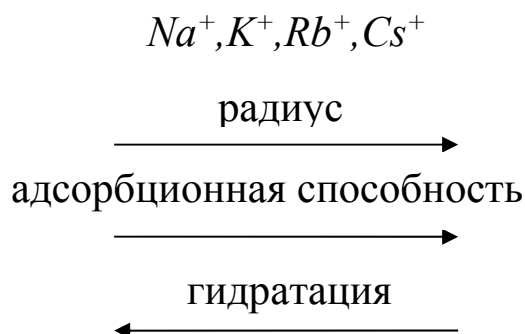 Na⁺,K⁺,Rb⁺,Cs⁺
радиус
адсорбционная способность
гидратация